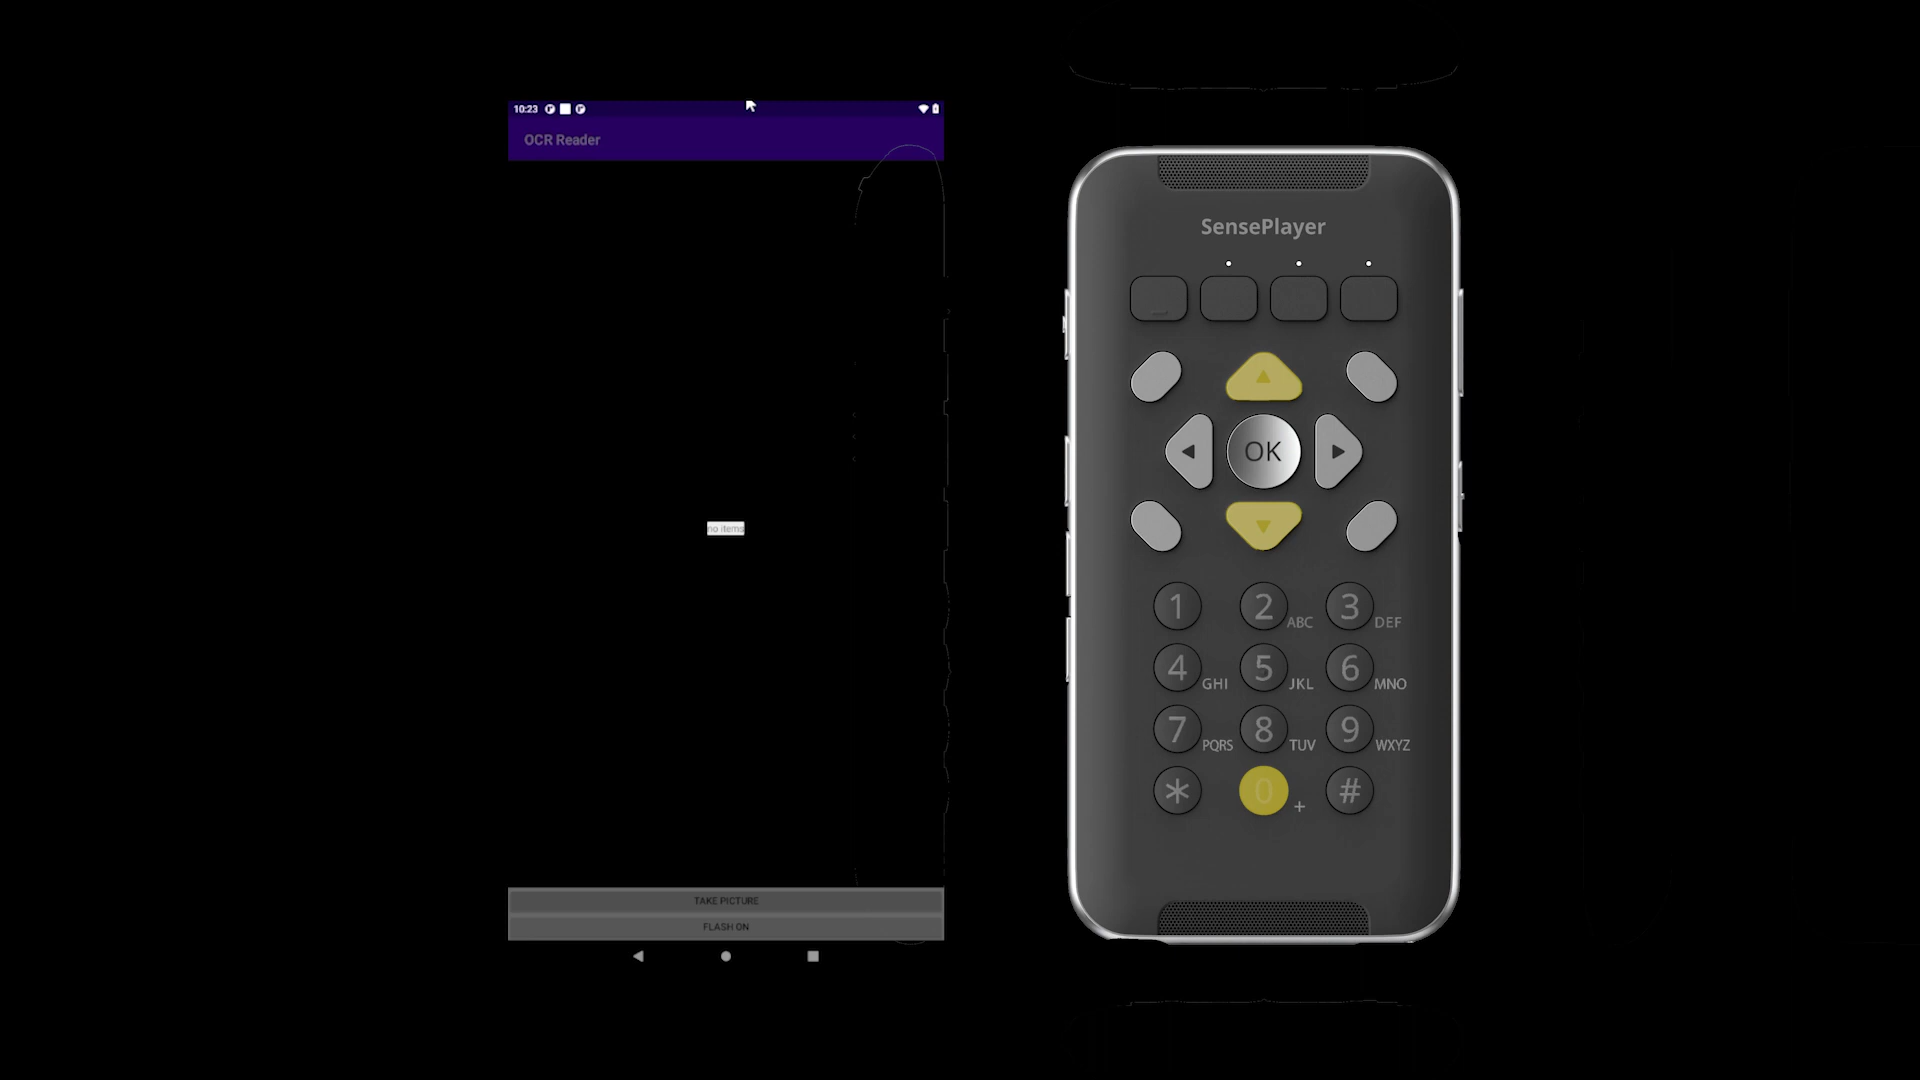 10:23
OCR Reader
no items
TAKE PICTURE
FLASH ON
SensePlayer
OK
1 2 ABC 3 DEF
4 GHI 5 JKL 6 MNO
7 PQRS 8 TUV 9 WXYZ
* 0 + #